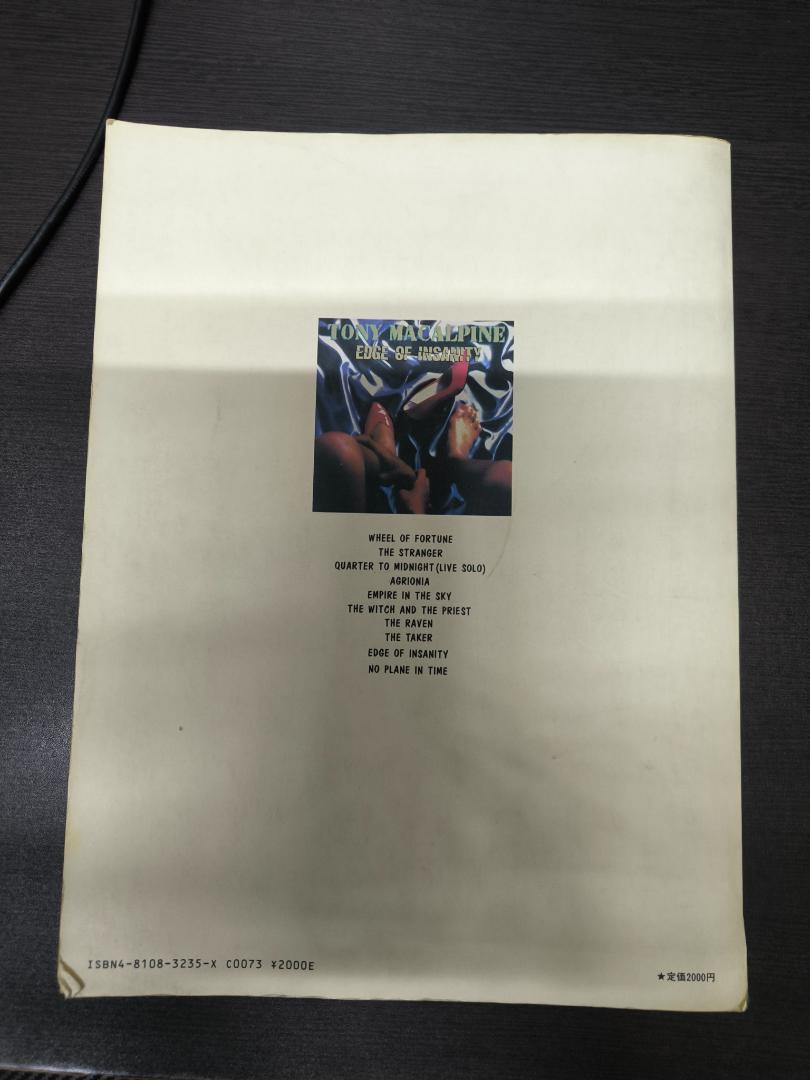 TONY MACALPINE
EDGE OF INSANITY
WHEEL OF FORTUNE
THE STRANGER
QUARTER TO MIDNIGHT (LIVE SOLO)
AGRIONIA
EMPIRE IN THE SKY
THE WITCH AND THE PRIEST
THE RAVEN
THE TAKER
EDGE OF INSANITY
NO PLANE IN TIME
ISBN4-8108-3235-X C0073 ¥2000E
★定価2000円